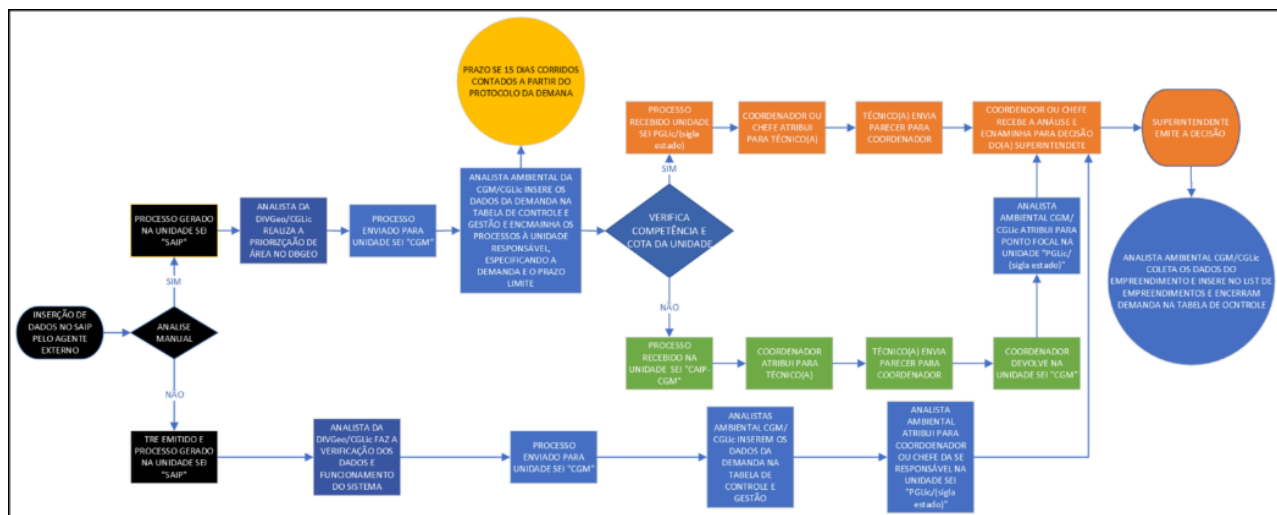 PRAZO SE 15 DIAS CORRIDOS
CONTADOS A PARTIR DO
PROTOCOLO DA DEMANA
PROCESSO
RECEBIDO UNIDADE
SEI PGLic/(sigla
estado)
COORDENADOR OU
CHEFE ATRIBUI
PARA TÉCNICO(A)
TÉCNICO(A) ENVIA
PARECER PARA
COORDENADOR
COORDENDOR OU CHEFE
RECEBE A ANÁLISE E
ECNAMINHA PARA DECISÃO
DO(A) SUPERINTENDETE
SUPERINTENDENTE
EMITE A DECISÃO
SIM
PROCESSO GERADO
NA UNIDADE SEI
"SAIP"
ANALISTA DA
DIVGeo/CGLic
REALIZA A
PRIORIZÇAÃO DE
ÁREA NO DBGEO
PROCESSO
ENVIADO PARA
UNIDADE SEI "CGM"
ANALISTA AMBIENTAL DA
CGM/CGLic INSERE OS
DADOS DA DEMANDA NA
TABELA DE CONTROLE E
GESTÃO E ENCMAINHA OS
PROCESSOS À UNIDADE
RESPONSÁVEL,
ESPECIFICANDO A
DEMANDA E O PRAZO
LIMITE
VERIFICA
COMPETÊNCIA E
COTA DA UNIDADE
ANALISTA
AMBIENTAL CGM/
CGLic ATRIBUI PARA
PONTO FOCAL NA
UNIDADE "PGLic/
(sigla estado)"
ANALISTA AMBIENTAL CGM/CGLic
COLETA OS DADOS DO
EMPREENDIMENTO E INSERE NO LIST DE
EMPREENDIMENTOS E ENCERRAM
DEMANDA NA TABELA DE OCNTROLE
SIM
INSERÇÃO DE
DADOS NO SAIP
PELO AGENTE
EXTERNO
ANALISE
MANUAL
NÃO
NÃO
PROCESSO
RECEBIDO NA
UNIDADE SEI "CAIP-
CGM"
COORDENADOR
ATRIBUI PARA
TÉCNICO(A)
TÉCNICO(A) ENVIA
PARECER PARA
COORDENADOR
COORDENADOR
DEVOLVE NA
UNIDADE SEI "CGM"
TRE EMITIDO E
PROCESSO GERADO
NA UNIDADE SEI
"SAIP"
ANALISTA DA
DIVGeo/CGLic FAZ A
VERIFICAÇÃO DOS
DADOS E
FUNCIONAMENTO
DO SISTEMA
PROCESSO
ENVIADO PARA
UNIDADE SEI "CGM"
ANALISTAS
AMBIENTAL CGM/
CGLic INSEREM OS
DADOS DA
DEMANDA NA
TABELA DE
CONTROLE E
GESTÃO
ANALISTA
AMBIENTAL
ATRIBUI PARA
COORDOENADOR
OU CHEFE DA SE
RESPONSÁVEL NA
UNIDADE SEI
"PGLic/(sigla
estado)"